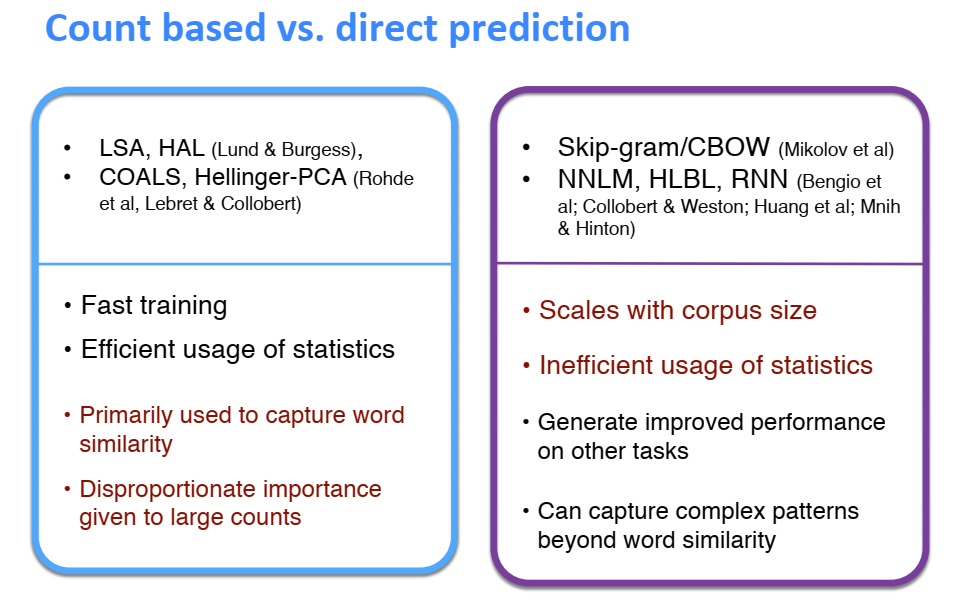 Count based vs. direct prediction
• LSA, HAL (Lund & Burgess),
• COALS, Hellinger-PCA (Rohde
et al, Lebret & Collobert)
• Fast training
• Efficient usage of statistics
• Primarily used to capture word
similarity
• Disproportionate importance
given to large counts
• Skip-gram/CBOW (Mikolov et al)
• NNLM, HLBL, RNN (Bengio et
al; Collobert & Weston; Huang et al; Mnih
& Hinton)
• Scales with corpus size
• Inefficient usage of statistics
• Generate improved performance
on other tasks
• Can capture complex patterns
beyond word similarity